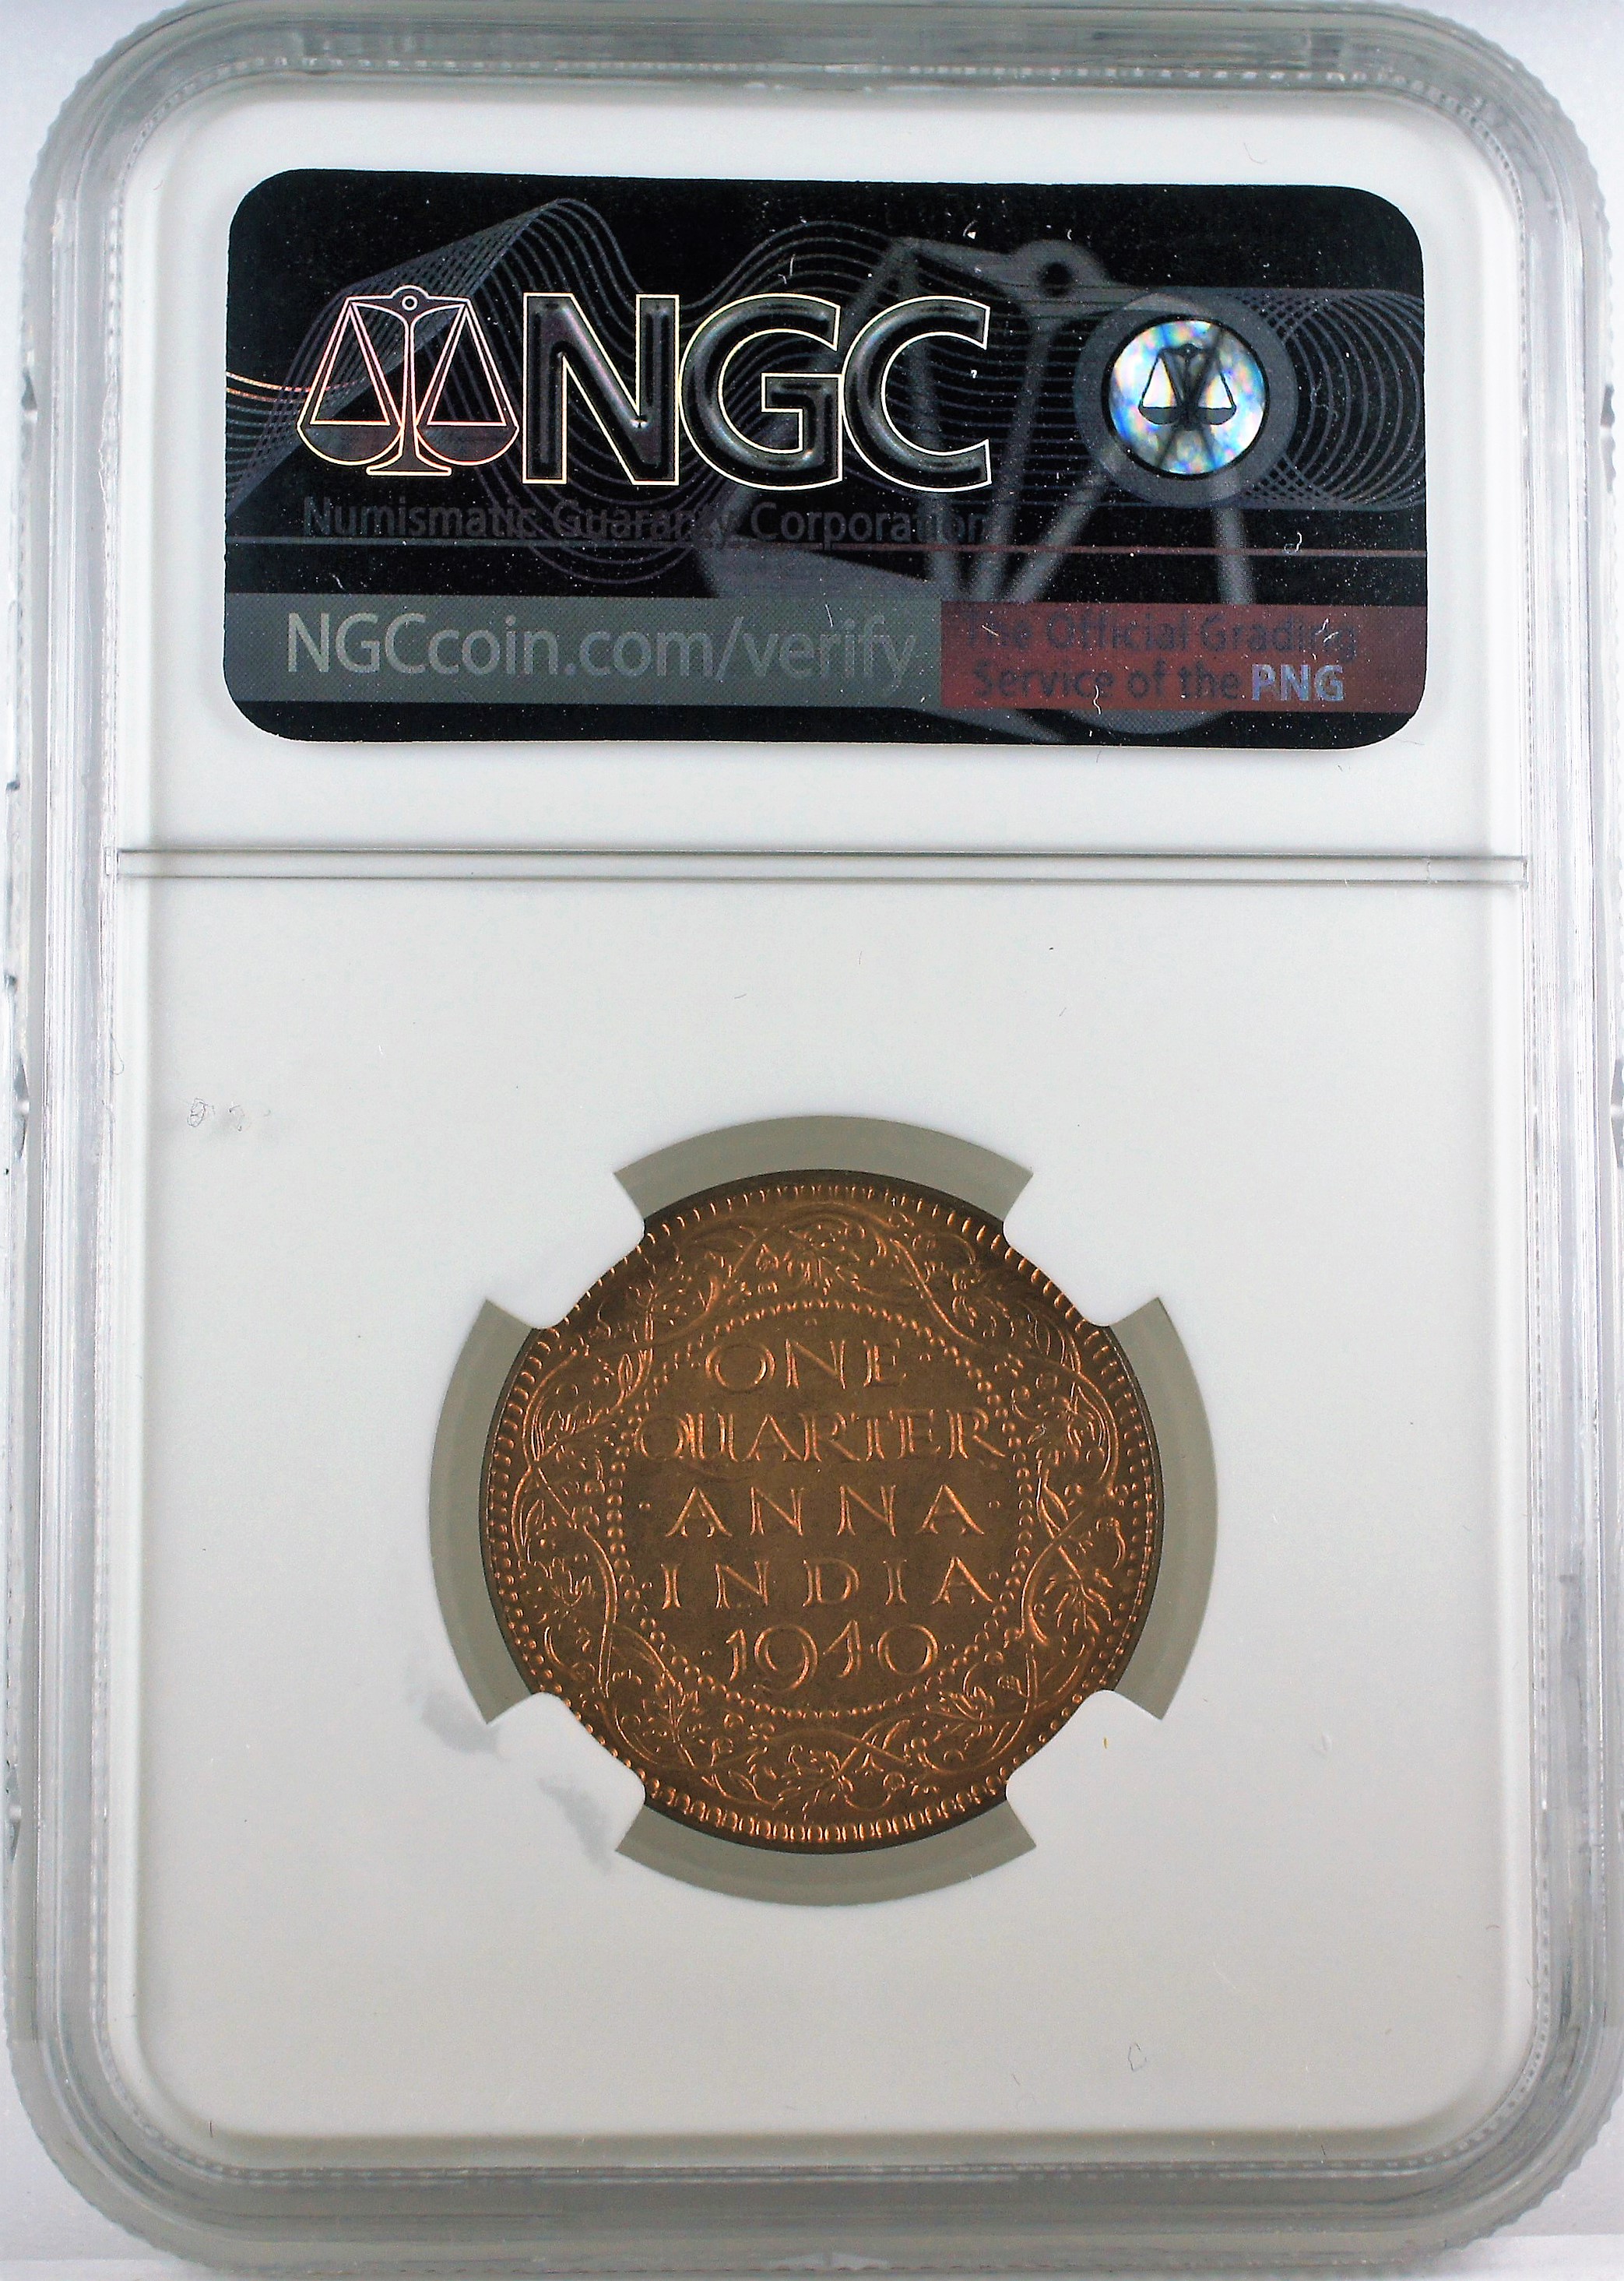 NGC
Numismatic Guaranty Corporation
NGCcoin.com/verify
The Official Grading
Service of the PNG
ONE
QUARTER
ANNA
INDIA
1940